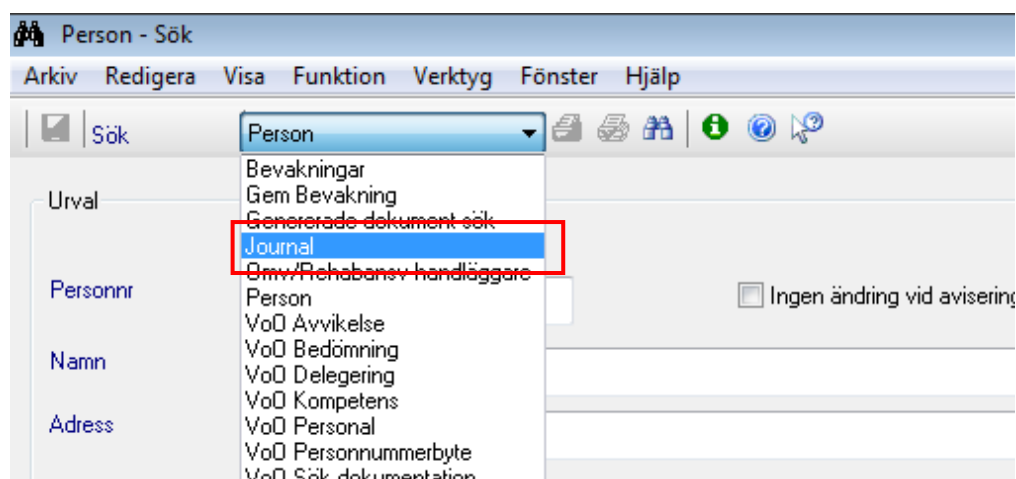 Person - Sök
Arkiv Redigera Visa Funktion Verktyg Fönster Hjälp
Sök Person
Bevakningar
Gem Bevakning
Urval
Genererade dokument sök
Journal
Omv/Rehabansv handläggare
Personnr
Person
Ingen ändring vid avisering
VoO Avvikelse
VoO Bedömning
Namn
VoO Delegering
VoO Kompetens
Adress
VoO Personal
VoO Personnummerbyte
VoO Sök dokumentation